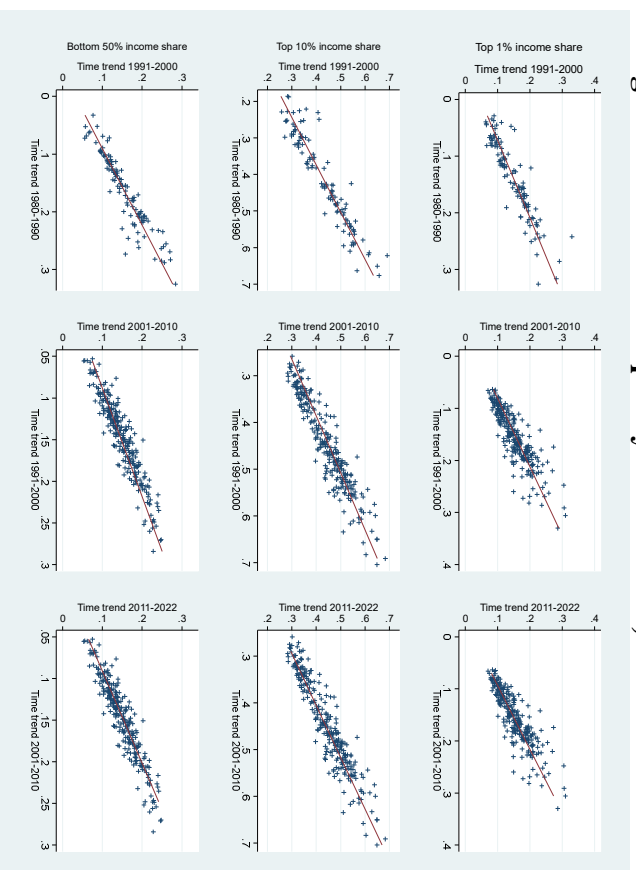 Bottom 50% income share
Time trend 1991-2000
0 .1 .2 .3
0 .1 .2 .3
Time trend 1980-1990
Top 10% income share
Time trend 1991-2000
.2 .3 .4 .5 .6 .7
.2 .3 .4 .5 .6 .7
Time trend 1980-1990
Top 1% income share
Time trend 1991-2000
0 .1 .2 .3 .4
0 .1 .2 .3
Time trend 1980-1990
Time trend 2001-2010
0 .1 .2 .3
.05 .1 .15 .2 .25 .3
Time trend 1991-2000
Time trend 2001-2010
.2 .3 .4 .5 .6 .7
.3 .4 .5 .6 .7
Time trend 1991-2000
Time trend 2001-2010
0 .1 .2 .3 .4
0 .1 .2 .3 .4
Time trend 1991-2000
Time trend 2011-2022
0 .1 .2 .3
.05 .1 .15 .2 .25 .3
Time trend 2001-2010
Time trend 2011-2022
.2 .3 .4 .5 .6 .7
.3 .4 .5 .6 .7
Time trend 2001-2010
Time trend 2011-2022
0 .1 .2 .3 .4
0 .1 .2 .3 .4
Time trend 2001-2010